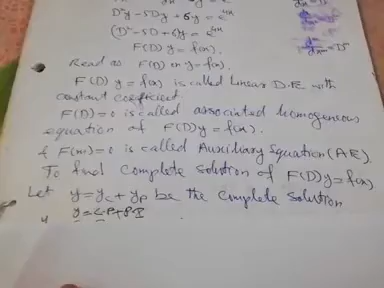 D²y - 5Dy + 6y = e^4x
(D² - 5D + 6)y = e^4x
F(D) y = f(x).
Read as F(D) on y = f(x).
F(D) y = f(x) is called Linear D.E with
constant coefficient.
F(D) = 0 is called associated homogenous
equation of F(D)y = f(x).
& F(m) = 0 is called Auxiliary Equation (AE).
To find complete solution of F(D)y = f(x)
Let y = yc + yp be the complete solution
y = C.F + P.I